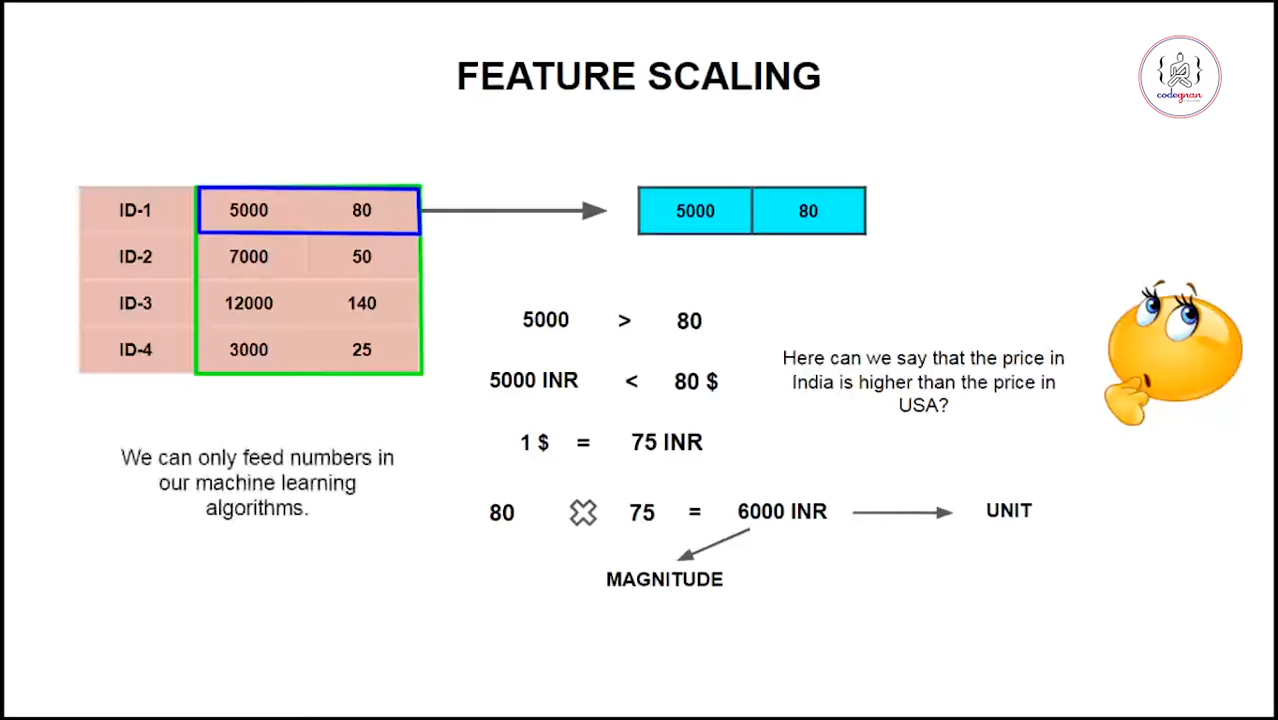 FEATURE SCALING
codegnan
ID-1 5000 80
ID-2 7000 50
ID-3 12000 140
ID-4 3000 25
5000 80
5000 > 80
5000 INR < 80 $
1 $ = 75 INR
80 75 = 6000 INR UNIT
MAGNITUDE
Here can we say that the price in
India is higher than the price in
USA?
We can only feed numbers in
our machine learning
algorithms.